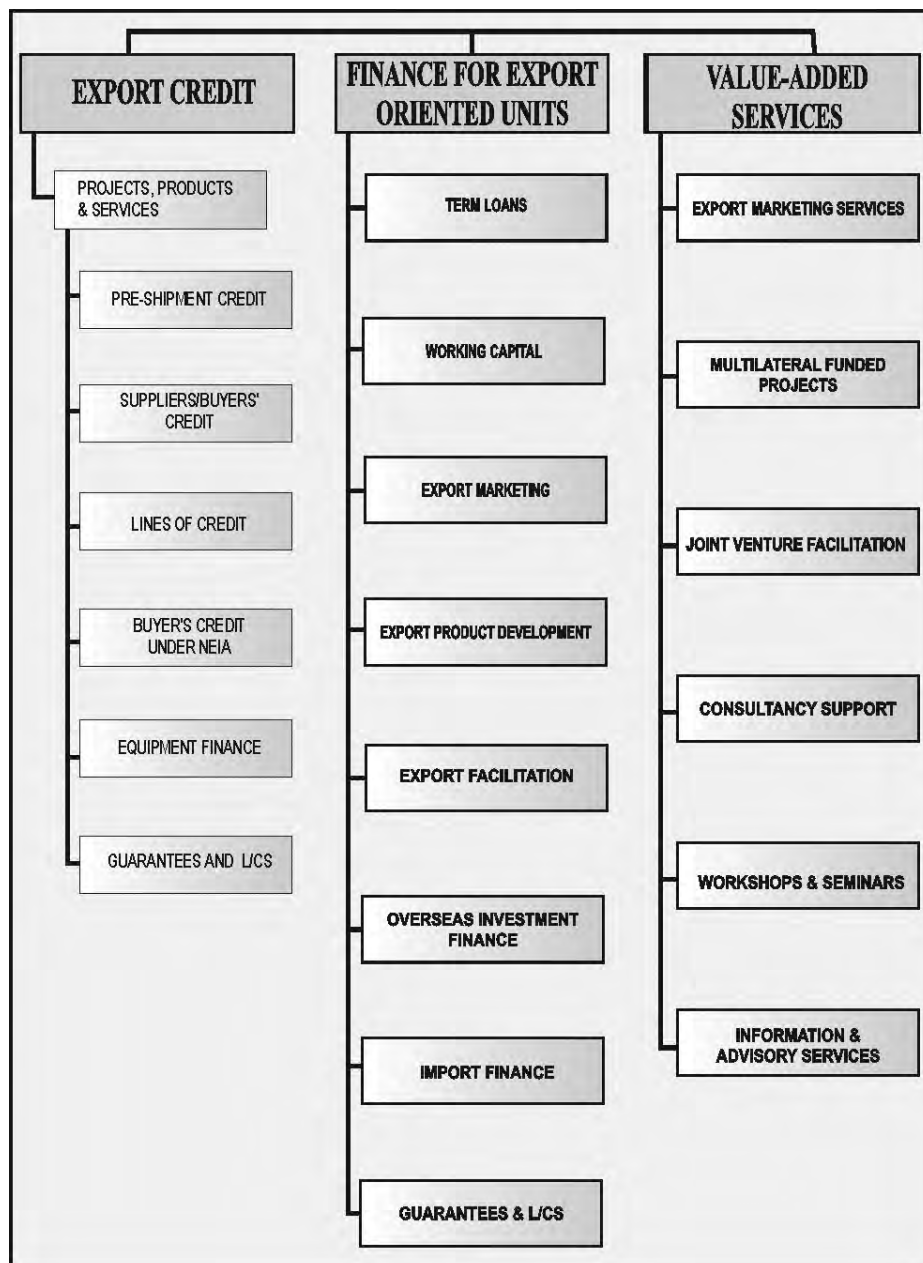 EXPORT CREDIT
PROJECTS, PRODUCTS
& SERVICES
PRE-SHIPMENT CREDIT
SUPPLIERS/BUYERS'
CREDIT
LINES OF CREDIT
BUYER'S CREDIT
UNDER NEIA
EQUIPMENT FINANCE
GUARANTEES AND L/CS
FINANCE FOR EXPORT
ORIENTED UNITS
TERM LOANS
WORKING CAPITAL
EXPORT MARKETING
EXPORT PRODUCT DEVELOPMENT
EXPORT FACILITATION
OVERSEAS INVESTMENT
FINANCE
IMPORT FINANCE
GUARANTEES & L/CS
VALUE-ADDED
SERVICES
EXPORT MARKETING SERVICES
MULTILATERAL FUNDED
PROJECTS
JOINT VENTURE FACILITATION
CONSULTANCY SUPPORT
WORKSHOPS & SEMINARS
INFORMATION &
ADVISORY SERVICES